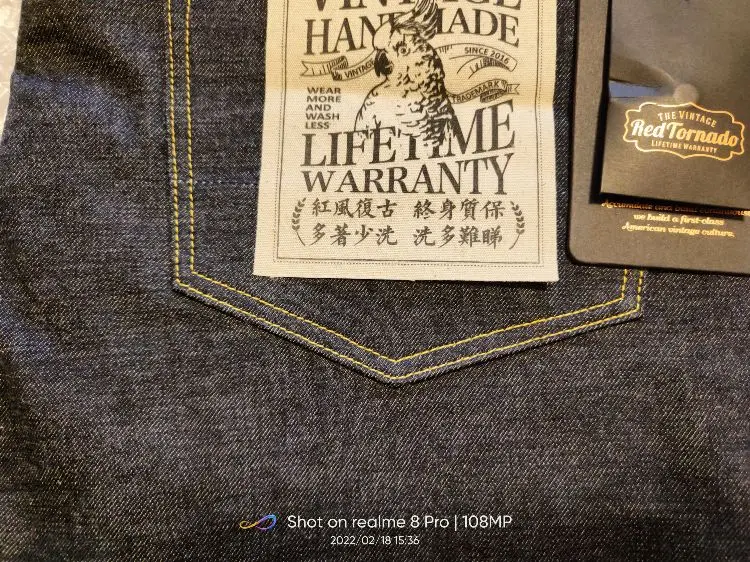 VINTAGE
HANDMADE
VINTAGE
SINCE 2016
TRADEMARK
WEAR
MORE
AND
WASH
LESS
LIFETIME
WARRANTY
紅風復古 終身質保
多著少洗 洗多難睇
THE VINTAGE
Red Tornado
LIFETIME WARRANTY
we build a first-class
American vintage culture.
Shot on realme 8 Pro | 108MP
2022/02/18 15:36